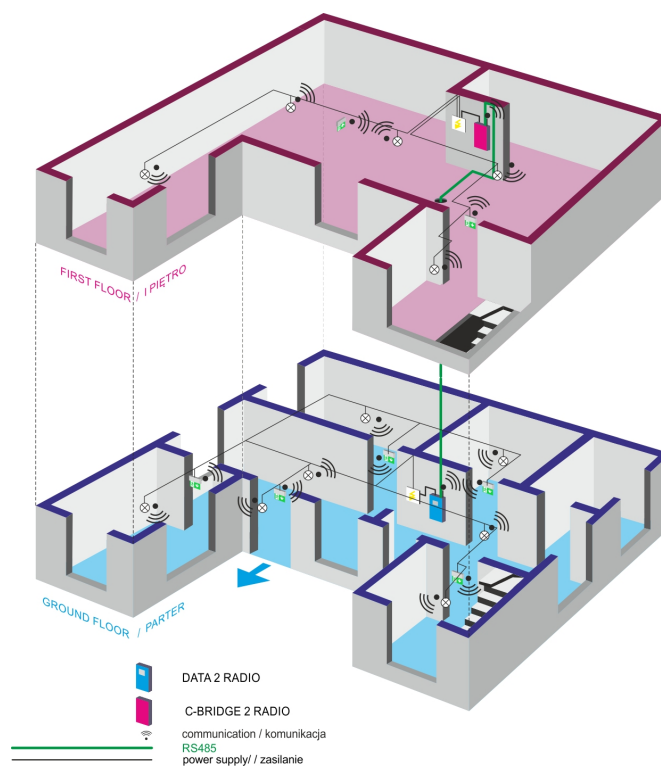 FIRST FLOOR / I PIĘTRO
GROUND FLOOR / PARTER
DATA 2 RADIO
C-BRIDGE 2 RADIO
communication / komunikacja
RS485
power supply/ / zasilanie